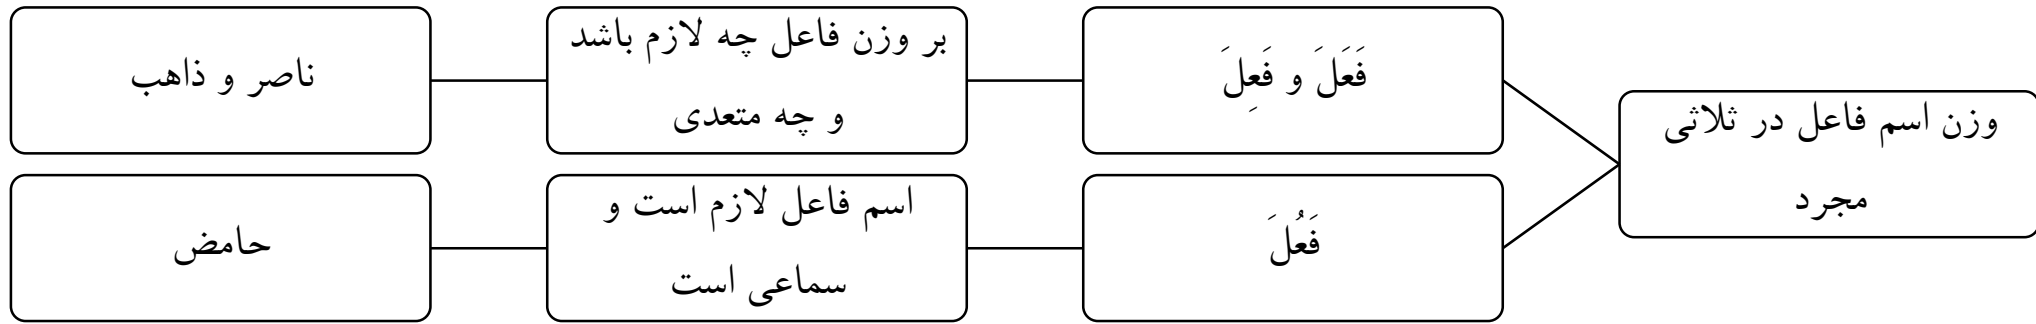 وزن اسم فاعل در ثلاثی
مجرد
فَعَلَ و فَعِلَ
بر وزن فاعل چه لازم باشد
و چه متعدی
ناصر و ذاهب
فَعُلَ
اسم فاعل لازم است و
سماعی است
حامض